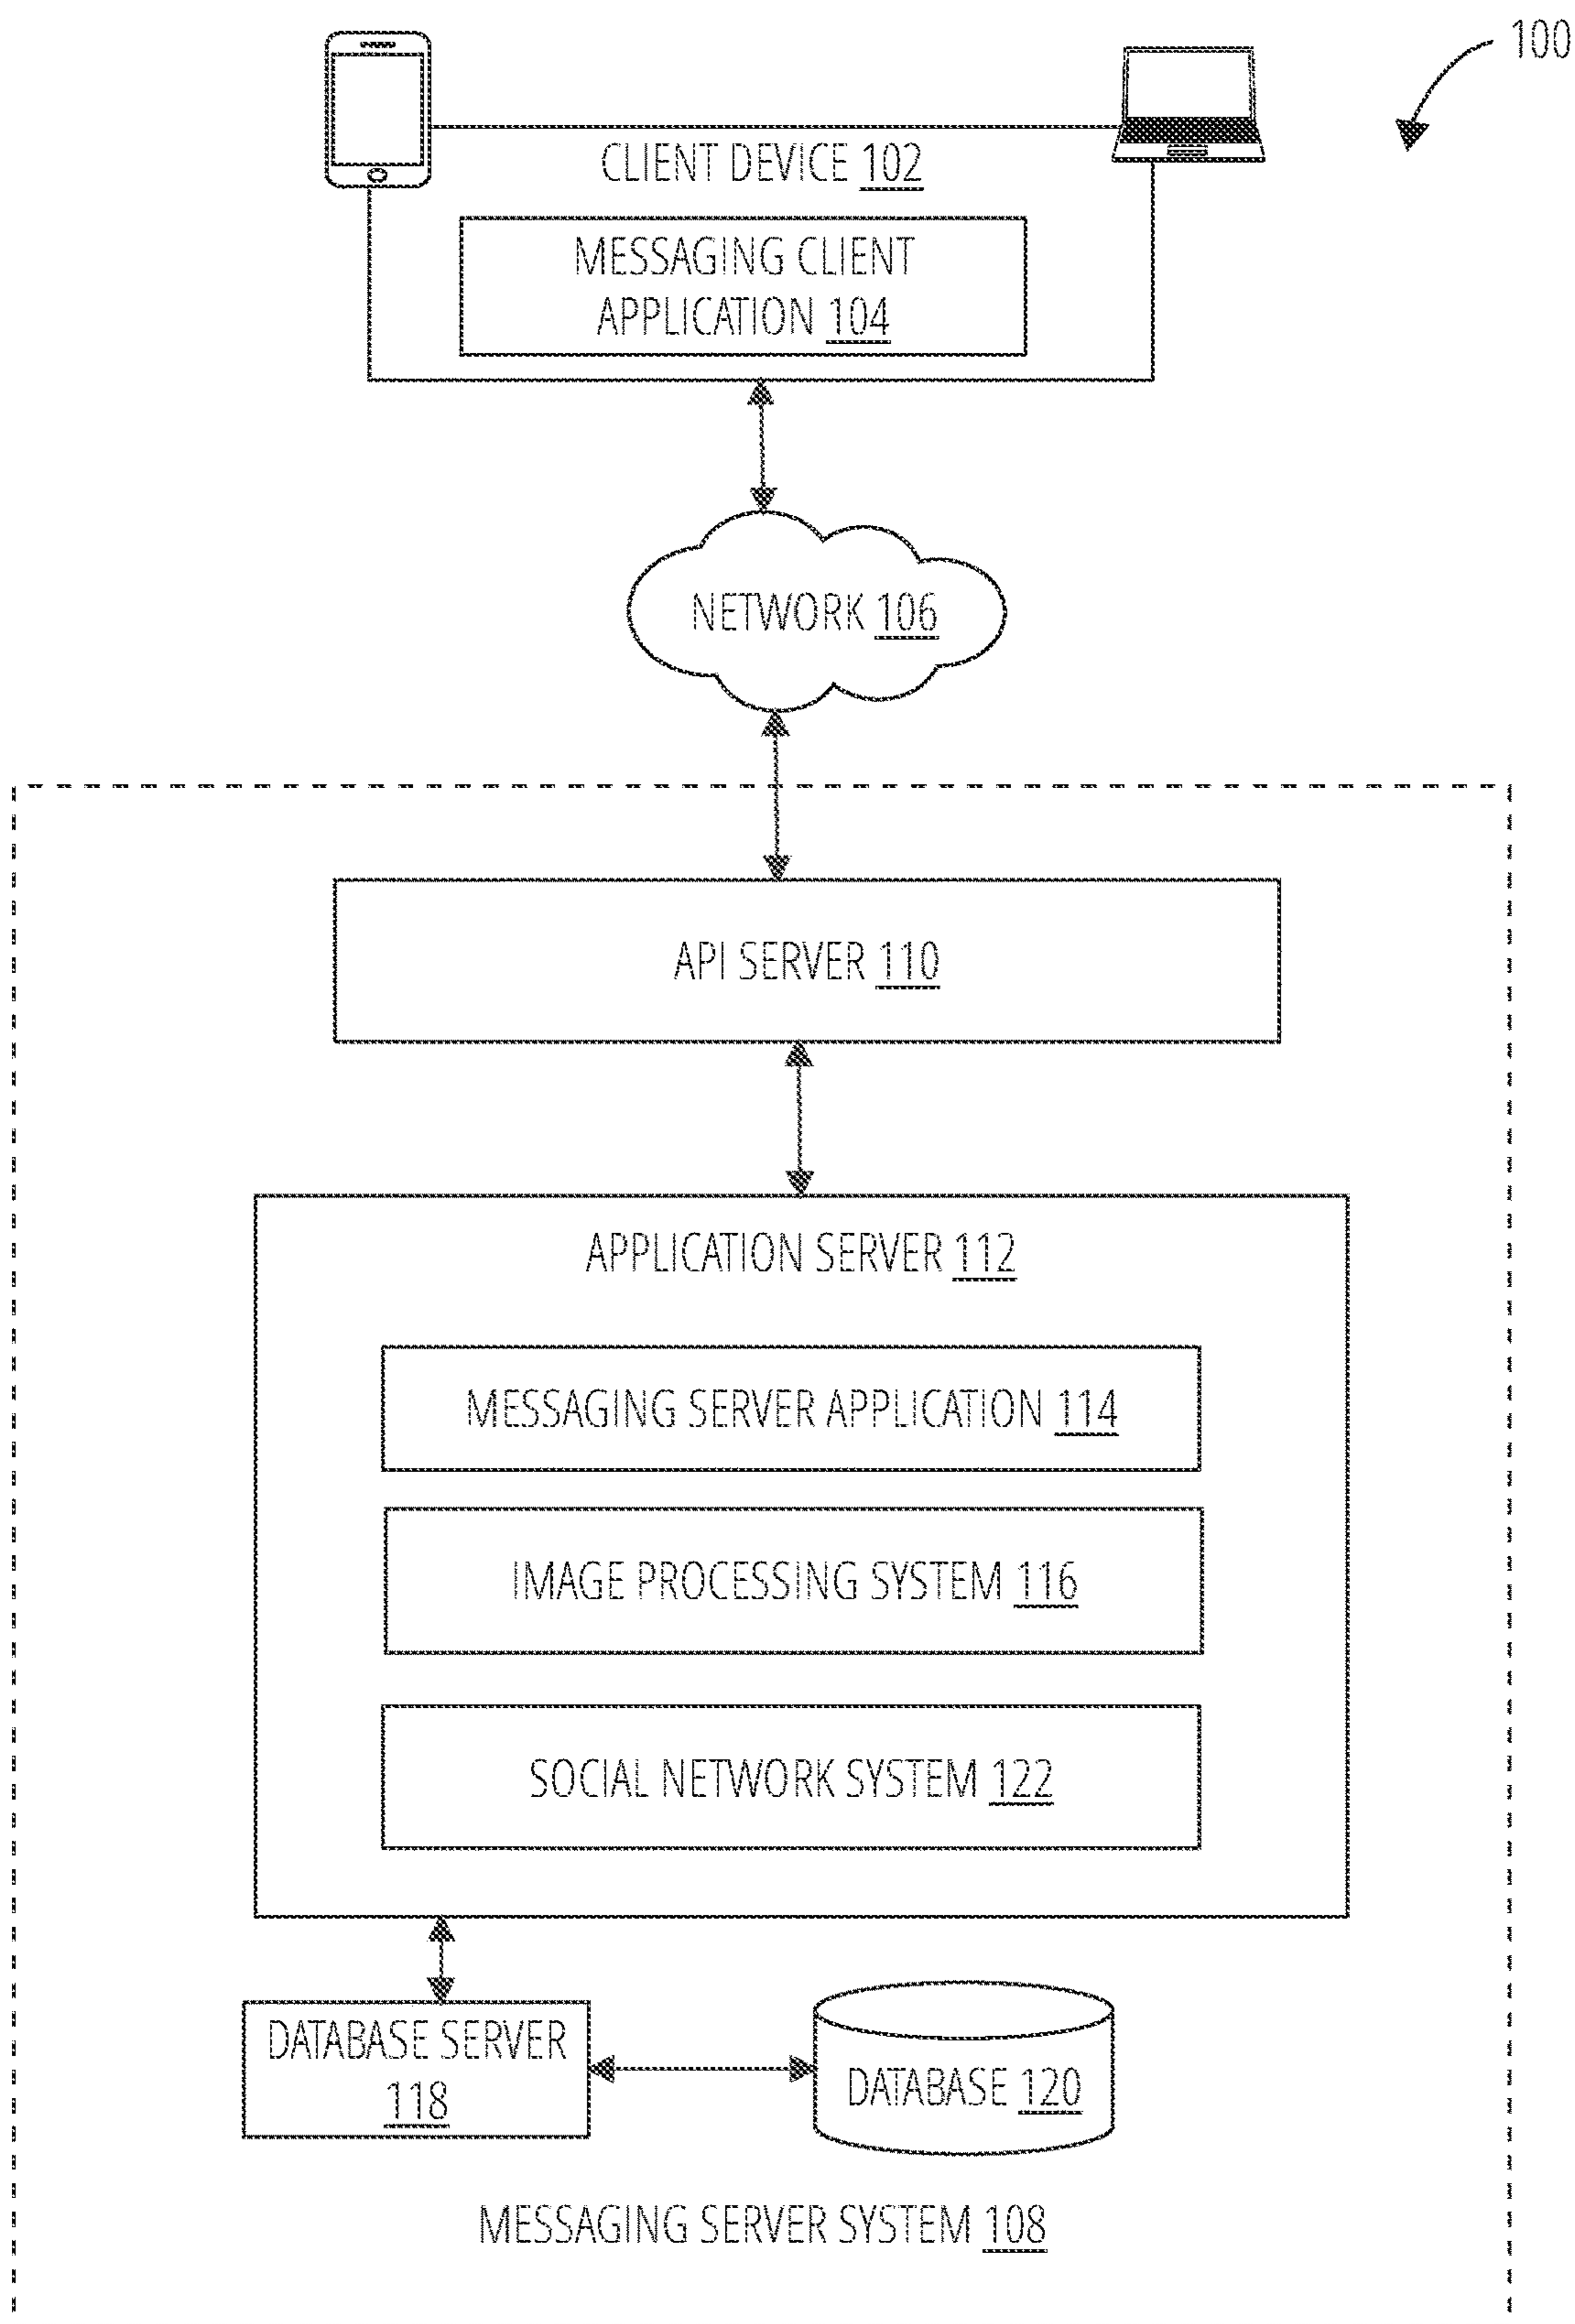 100
CLIENT DEVICE 102
MESSAGING CLIENT
APPLICATION 104
NETWORK 106
API SERVER 110
APPLICATION SERVER 112
MESSAGING SERVER APPLICATION 114
IMAGE PROCESSING SYSTEM 116
SOCIAL NETWORK SYSTEM 122
DATABASE SERVER
118
DATABASE 120
MESSAGING SERVER SYSTEM 108